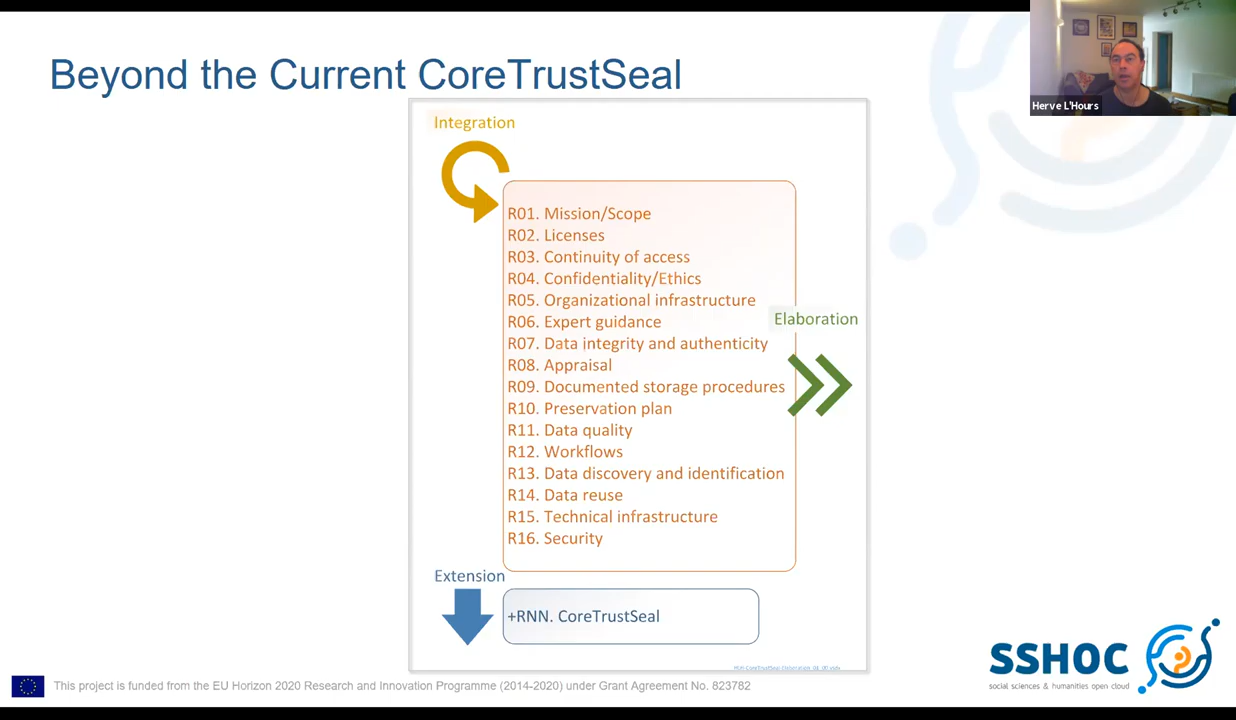 Beyond the Current CoreTrustSeal
Herve L'Hours
Integration
R01. Mission/Scope
R02. Licenses
R03. Continuity of access
R04. Confidentiality/Ethics
R05. Organizational infrastructure
R06. Expert guidance
R07. Data integrity and authenticity
R08. Appraisal
R09. Documented storage procedures
R10. Preservation plan
R11. Data quality
R12. Workflows
R13. Data discovery and identification
R14. Data reuse
R15. Technical infrastructure
R16. Security
Elaboration
Extension
+RNN. CoreTrustSeal
SSHOC
social sciences & humanities open cloud
This project is funded from the EU Horizon 2020 Research and Innovation Programme (2014-2020) under Grant Agreement No. 823782